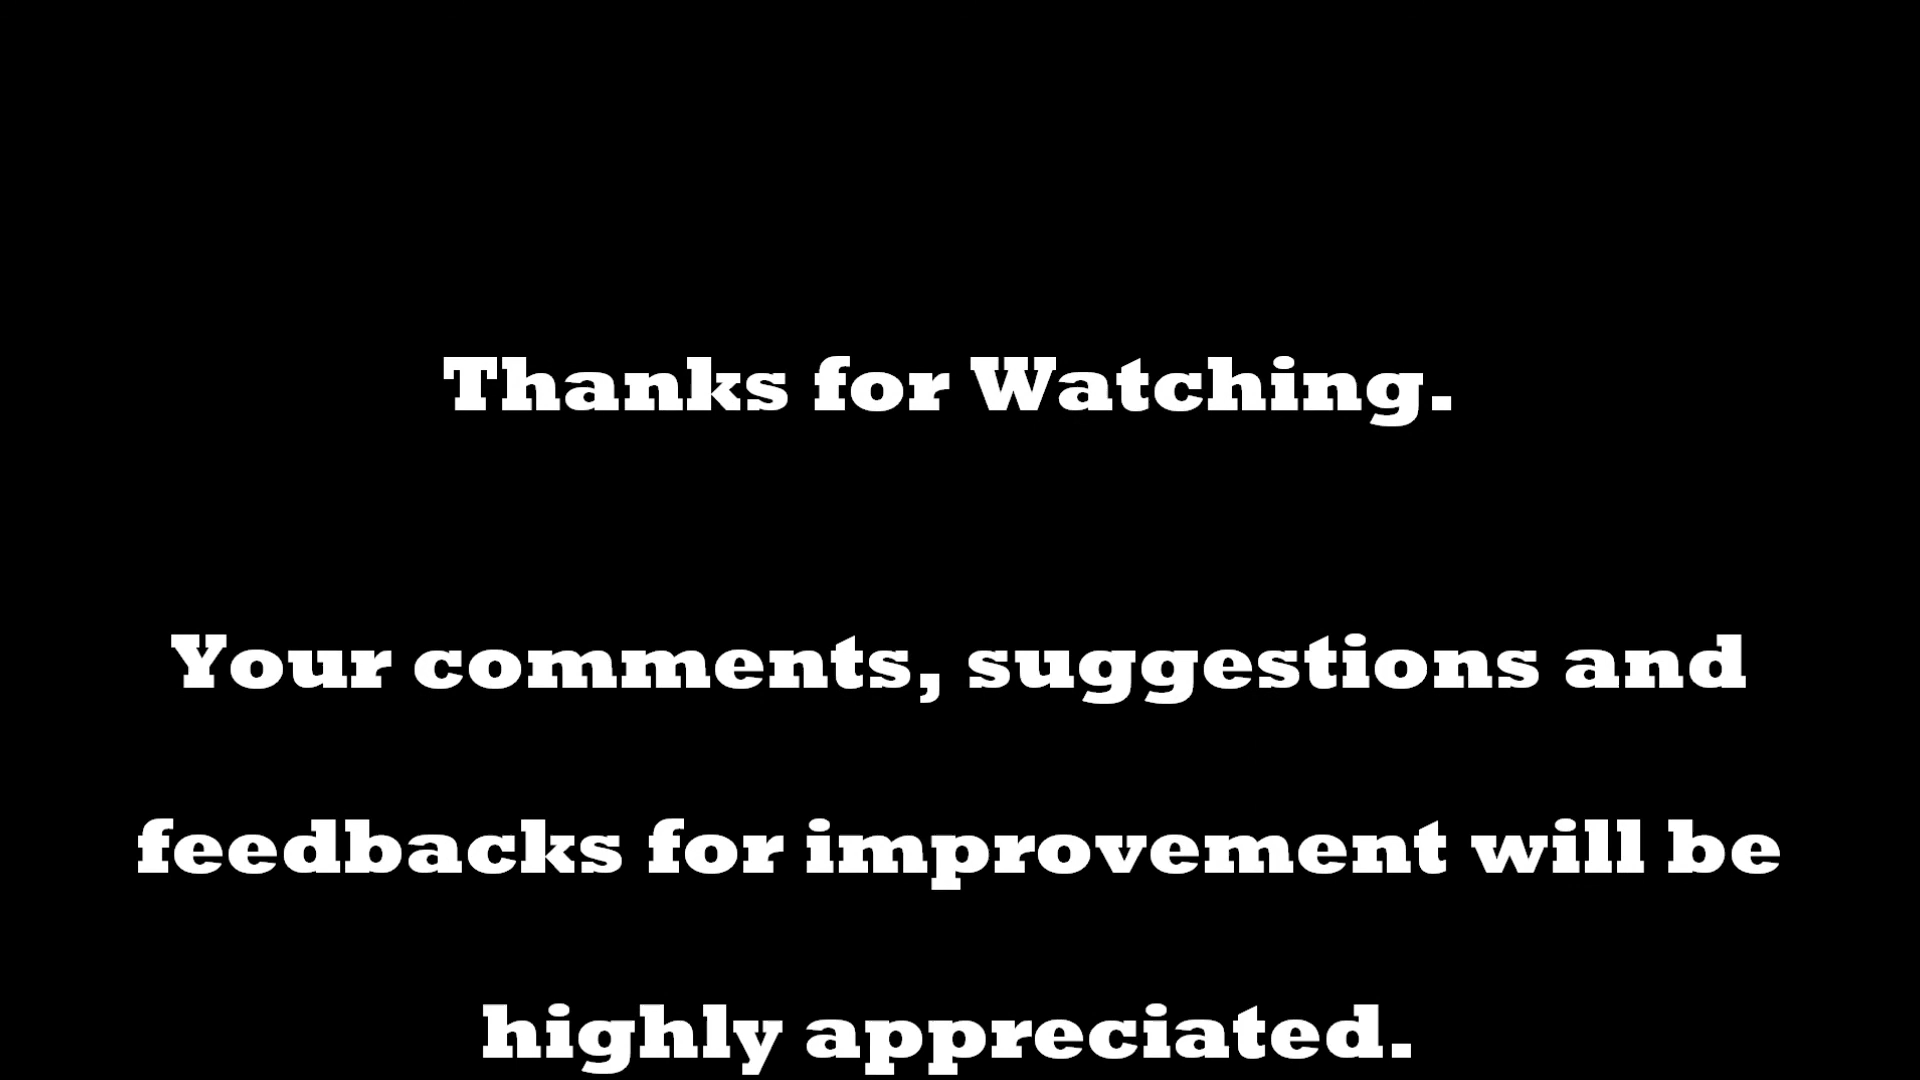 Thanks for Watching.
Your comments, suggestions and
feedbacks for improvement will be
highly appreciated.